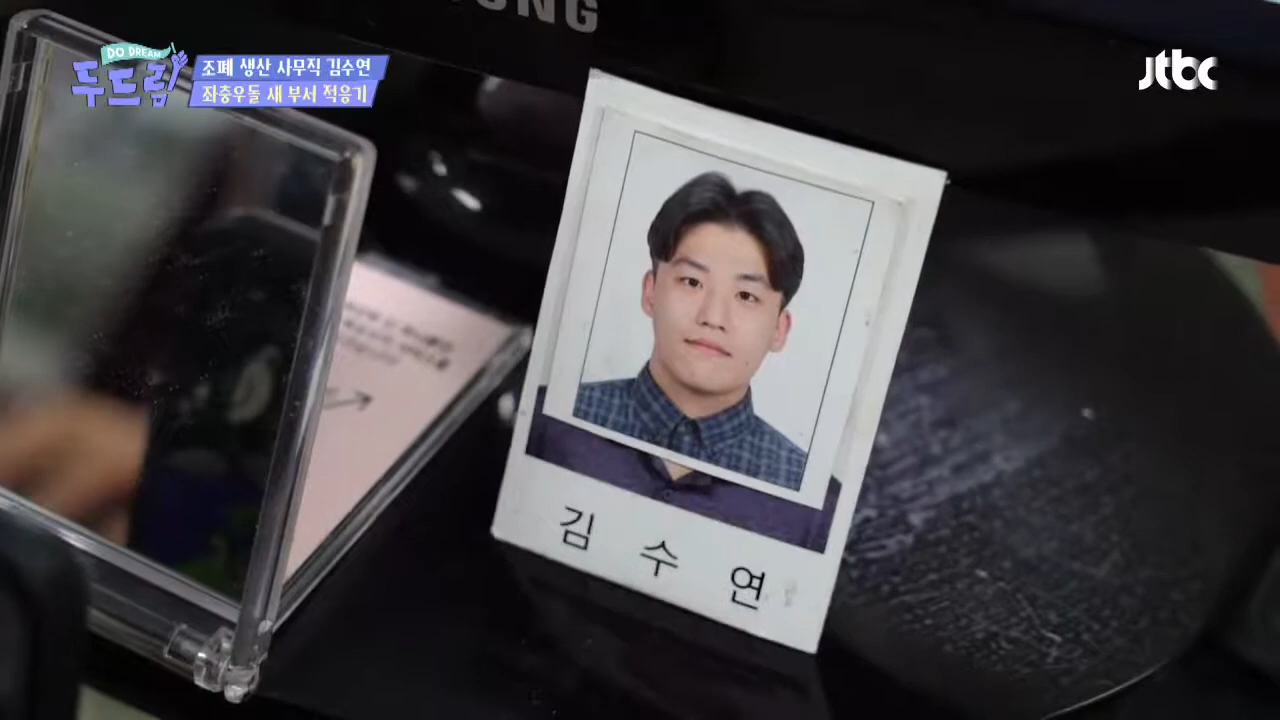 DO DREAM
두드림
조폐 생산 사무직 김수연
좌충우돌 새 부서 적응기
jtbc
김 수 연